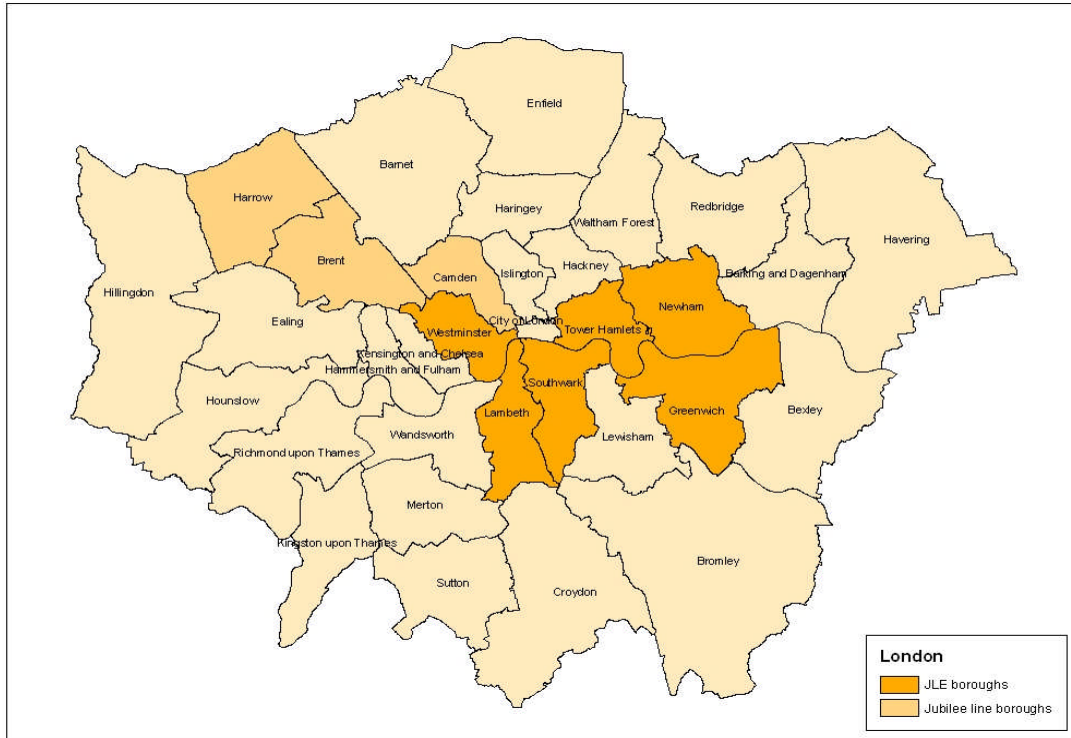 Enfield
Barnet
Harrow
Haringey
Waltham Forest
Redbridge
Havering
Brent
Camden
Islington
Hackney
Barking and Dagenham
Hillingdon
Newham
Ealing
City of London
Westminster
Tower Hamlets
Kensington and Chelsea
Hammersmith and Fulham
Southwark
Hounslow
Lambeth
Greenwich
Bexley
Wandsworth
Lewisham
Richmond upon Thames
Merton
Kingston upon Thames
Bromley
Sutton
Croydon
London
JLE boroughs
Jubilee line boroughs